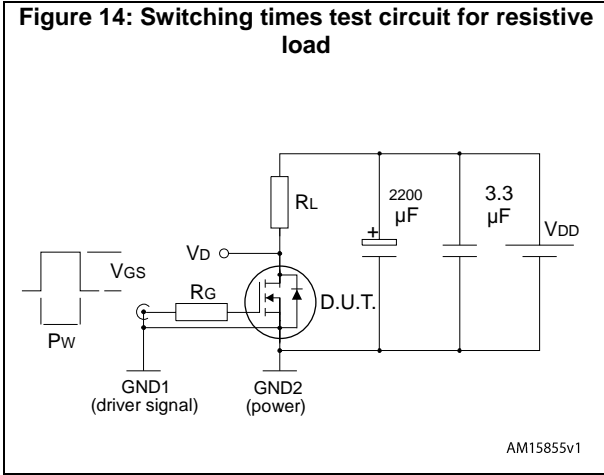 Figure 14: Switching times test circuit for resistive
load
RL
2200
µF
+
3.3
µF
VDD
VD
VGS
RG
D.U.T.
PW
GND1
(driver signal)
GND2
(power)
AM15855v1